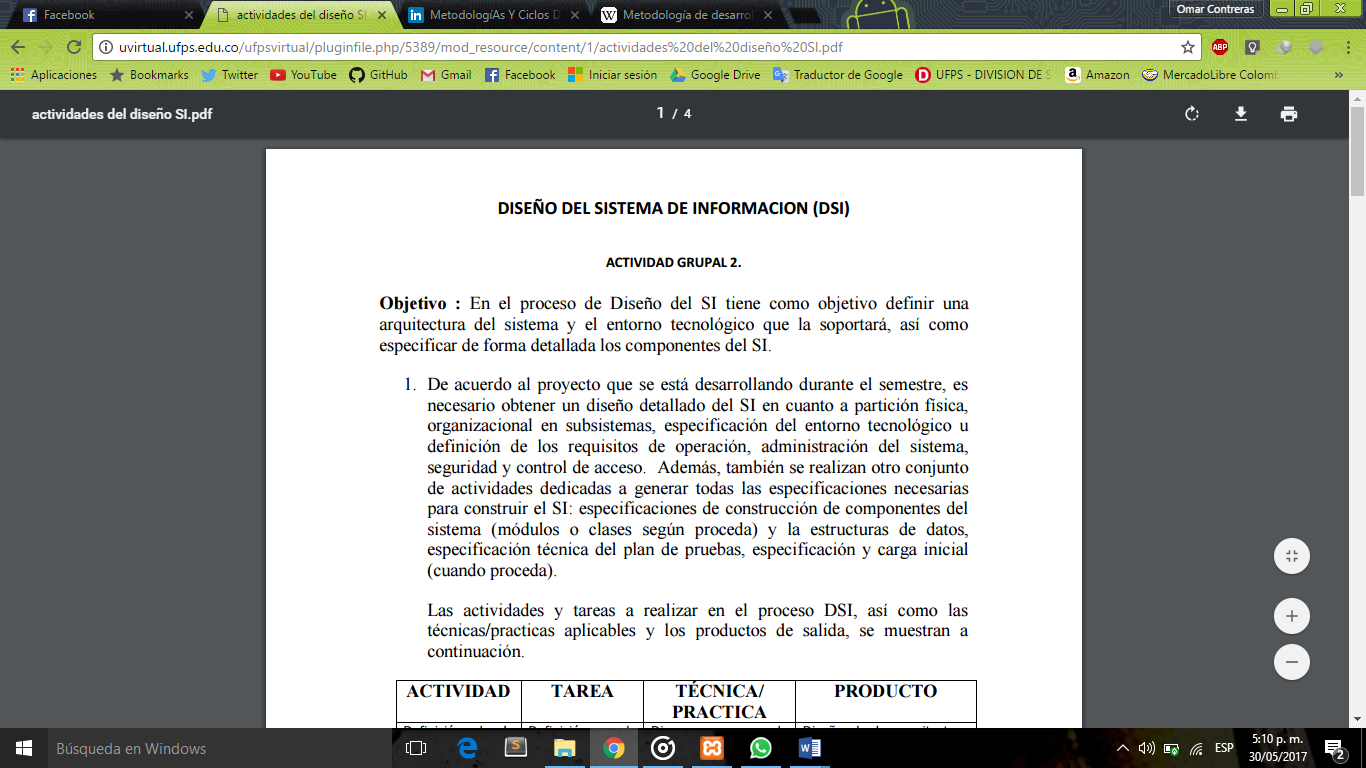 Facebook
actividades del diseño SI
MetodologíAs Y Ciclos D
Metodología de desarrol
Omar Contreras
uvirtual.ufps.edu.co/ufpsvirtual/pluginfile.php/5389/mod_resource/content/1/actividades%20del%20diseño%20SI.pdf
ABP
Aplicaciones
Bookmarks
Twitter
YouTube
GitHub
Gmail
Facebook
Iniciar sesión
Google Drive
Traductor de Google
UFPS - DIVISION DE S
Amazon
MercadoLibre Colomb
»
actividades del diseño SI.pdf
1 / 4
DISEÑO DEL SISTEMA DE INFORMACION (DSI)
ACTIVIDAD GRUPAL 2.
Objetivo : En el proceso de Diseño del SI tiene como objetivo definir una
arquitectura del sistema y el entorno tecnológico que la soportará, así como
especificar de forma detallada los componentes del SI.
1. De acuerdo al proyecto que se está desarrollando durante el semestre, es
necesario obtener un diseño detallado del SI en cuanto a partición física,
organizacional en subsistemas, especificación del entorno tecnológico u
definición de los requisitos de operación, administración del sistema,
seguridad y control de acceso. Además, también se realizan otro conjunto
de actividades dedicadas a generar todas las especificaciones necesarias
para construir el SI: especificaciones de construcción de componentes del
sistema (módulos o clases según proceda) y la estructuras de datos,
especificación técnica del plan de pruebas, especificación y carga inicial
(cuando proceda).
Las actividades y tareas a realizar en el proceso DSI, así como las
técnicas/practicas aplicables y los productos de salida, se muestran a
continuación.
ACTIVIDAD
TAREA
TÉCNICA/
PRACTICA
PRODUCTO
Búsqueda en Windows
ESP
5:10 p. m.
30/05/2017
2